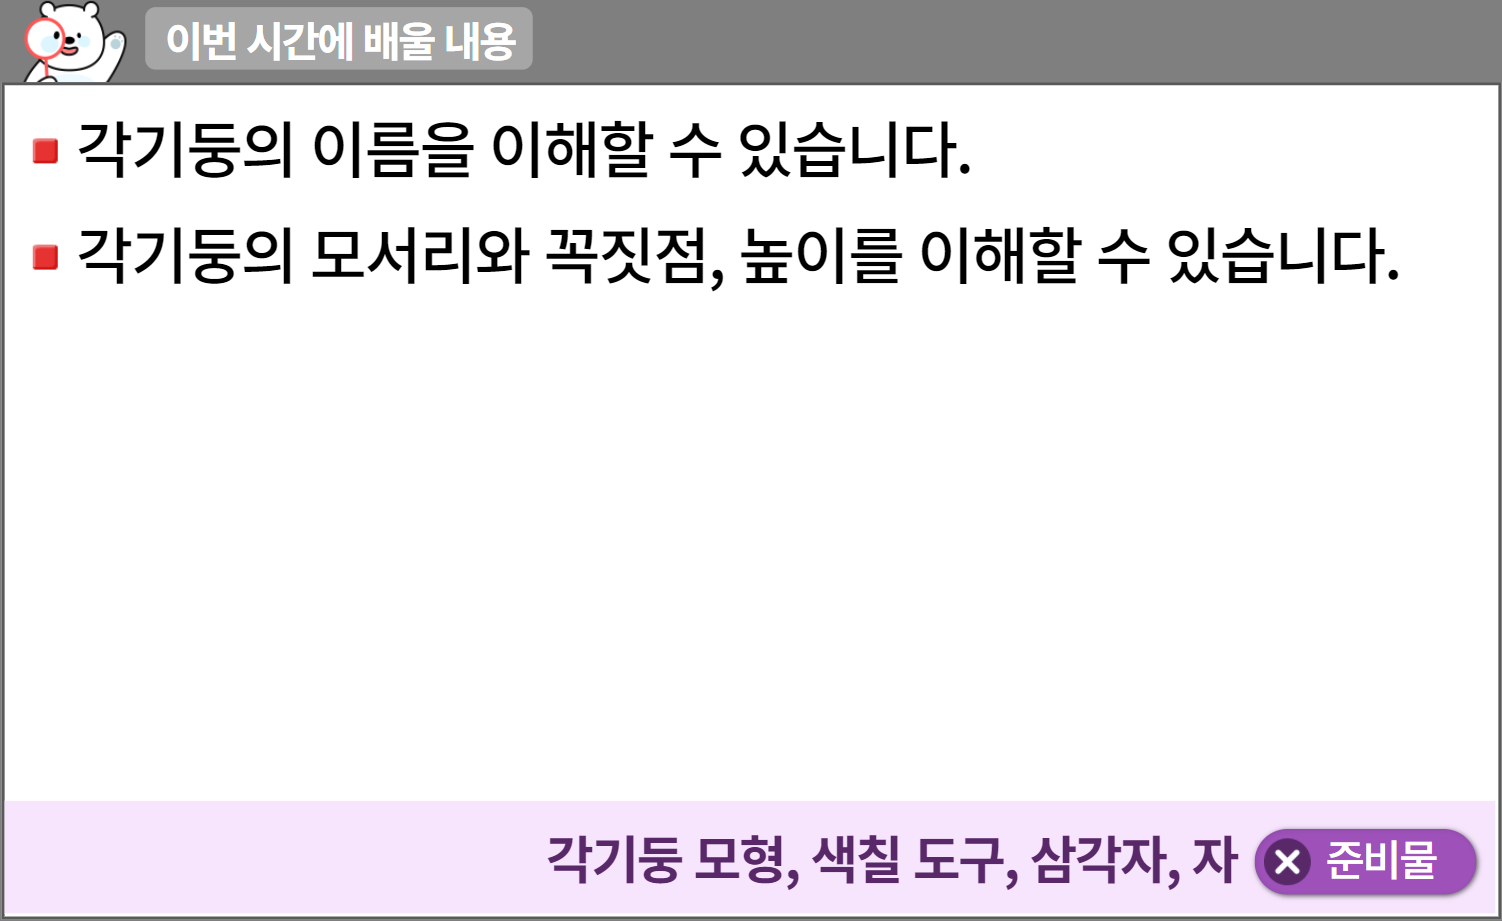 이번 시간에 배울 내용
각기둥의 이름을 이해할 수 있습니다.
각기둥의 모서리와 꼭짓점, 높이를 이해할 수 있습니다.
각기둥 모형, 색칠 도구, 삼각자, 자 준비물